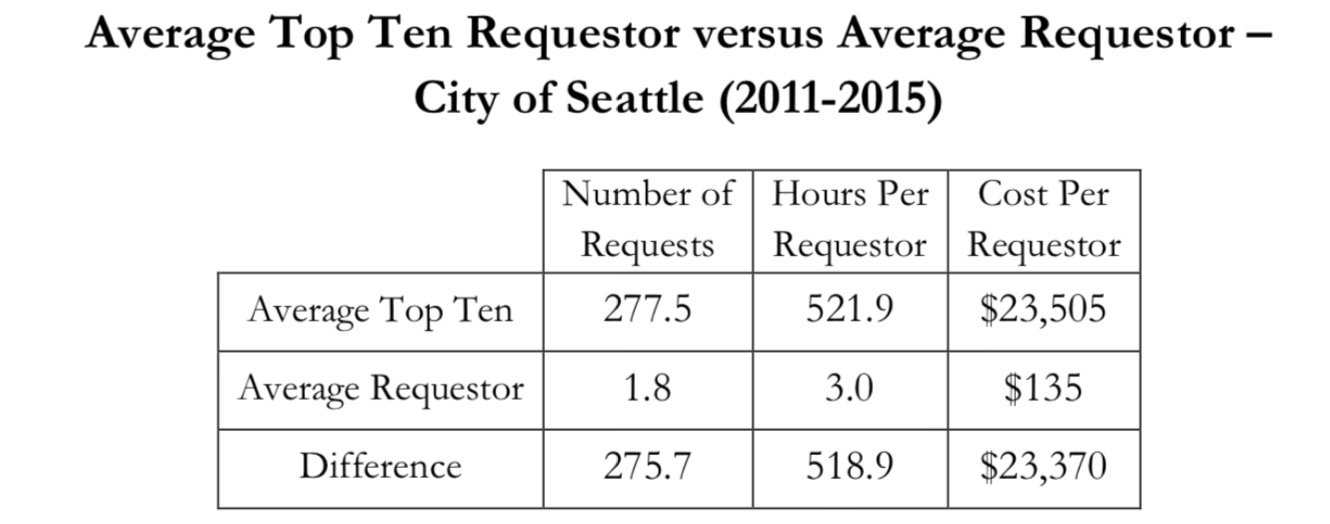 Average Top Ten Requestor versus Average Requestor –
City of Seattle (2011-2015)
Number of Requests Hours Per Requestor Cost Per Requestor
Average Top Ten 277.5 521.9 $23,505
Average Requestor 1.8 3.0 $135
Difference 275.7 518.9 $23,370